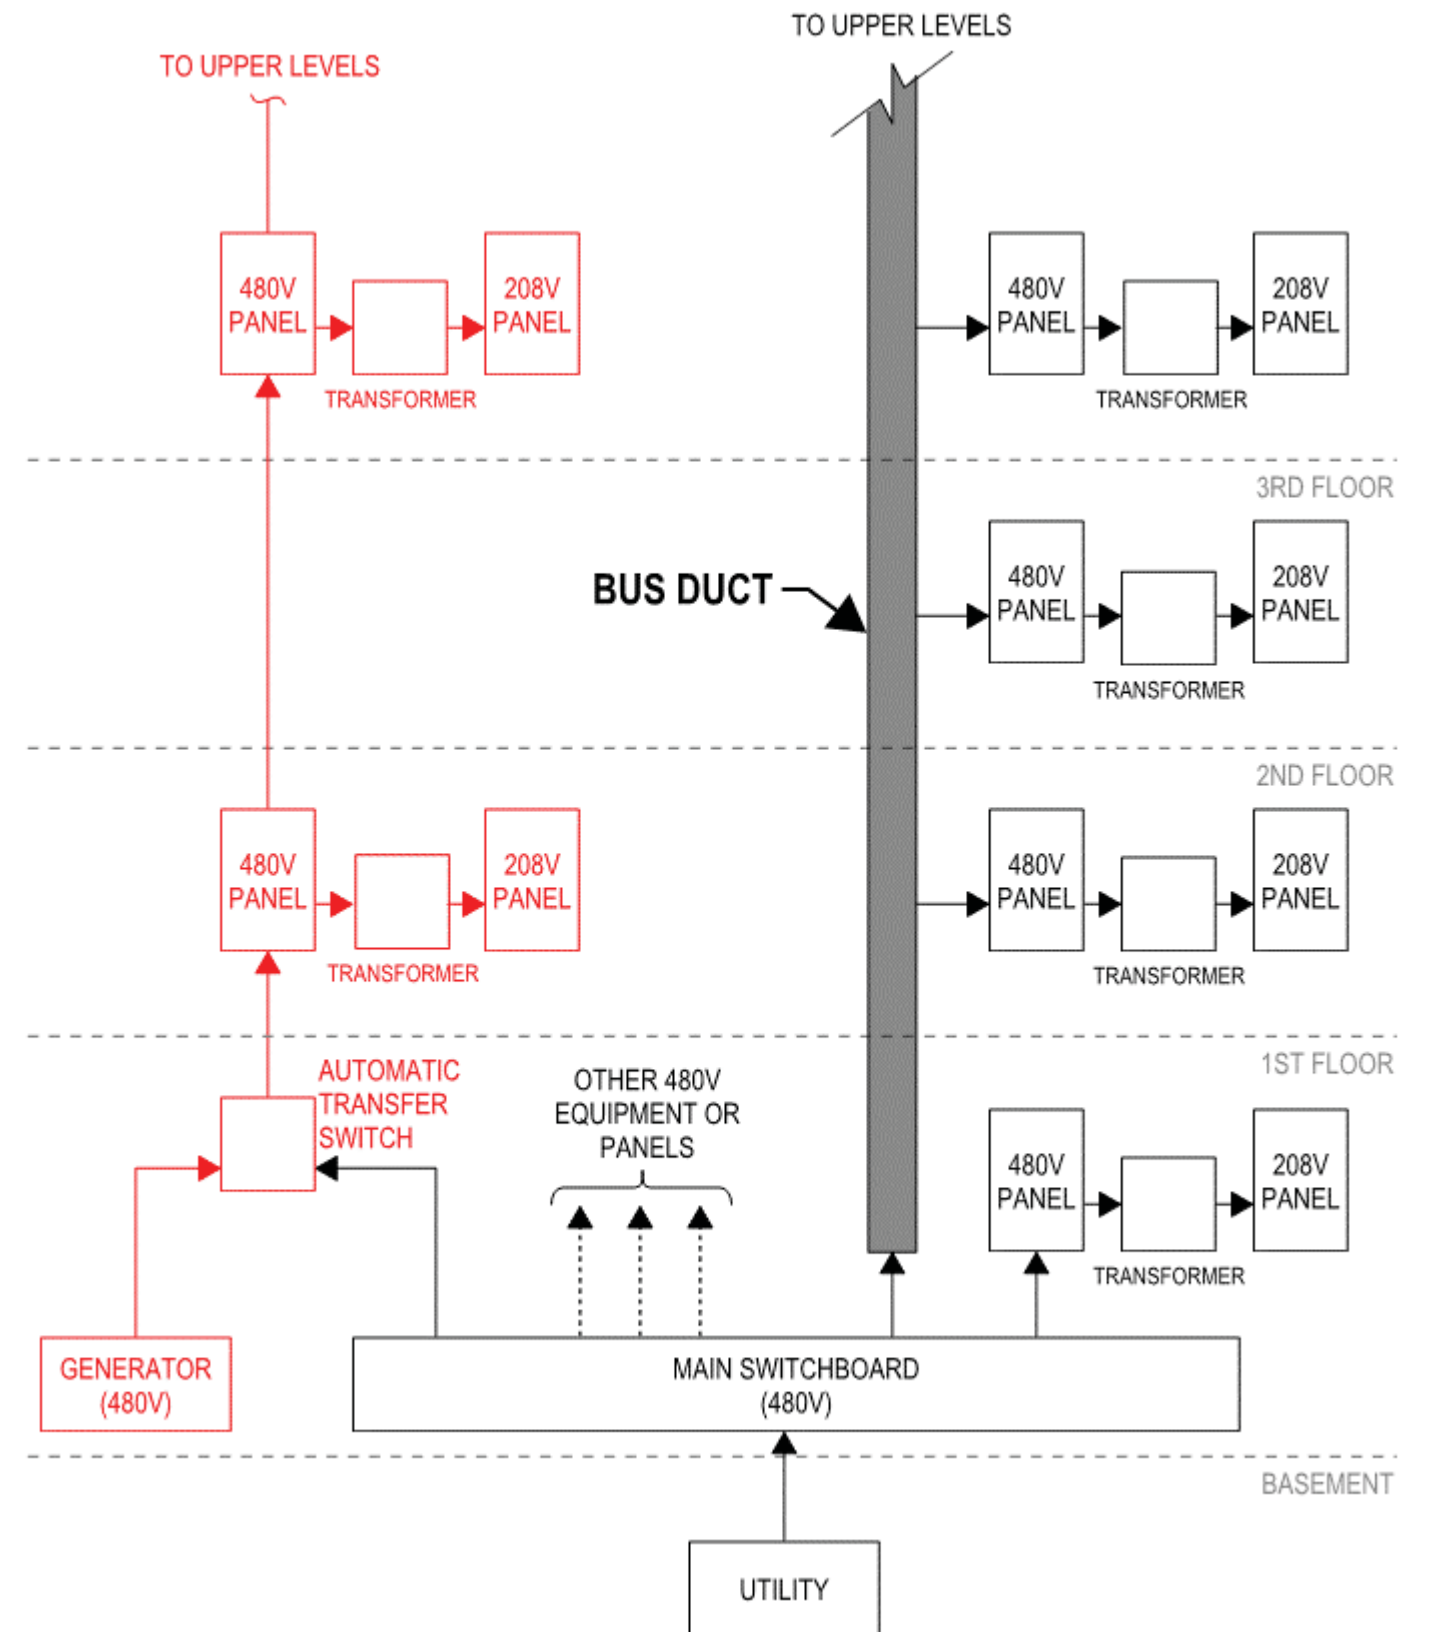 TO UPPER LEVELS
TO UPPER LEVELS
480V
PANEL
208V
PANEL
TRANSFORMER
480V
PANEL
208V
PANEL
TRANSFORMER
3RD FLOOR
BUS DUCT
480V
PANEL
208V
PANEL
TRANSFORMER
2ND FLOOR
480V
PANEL
208V
PANEL
TRANSFORMER
480V
PANEL
208V
PANEL
TRANSFORMER
1ST FLOOR
AUTOMATIC
TRANSFER
SWITCH
OTHER 480V
EQUIPMENT OR
PANELS
480V
PANEL
208V
PANEL
TRANSFORMER
GENERATOR
(480V)
MAIN SWITCHBOARD
(480V)
BASEMENT
UTILITY